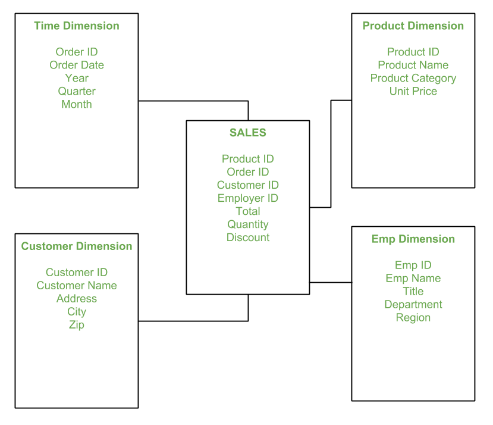 Time Dimension
Order ID
Order Date
Year
Quarter
Month
Product Dimension
Product ID
Product Name
Product Category
Unit Price
SALES
Product ID
Order ID
Customer ID
Employer ID
Total
Quantity
Discount
Customer Dimension
Customer ID
Customer Name
Address
City
Zip
Emp Dimension
Emp ID
Emp Name
Title
Department
Region